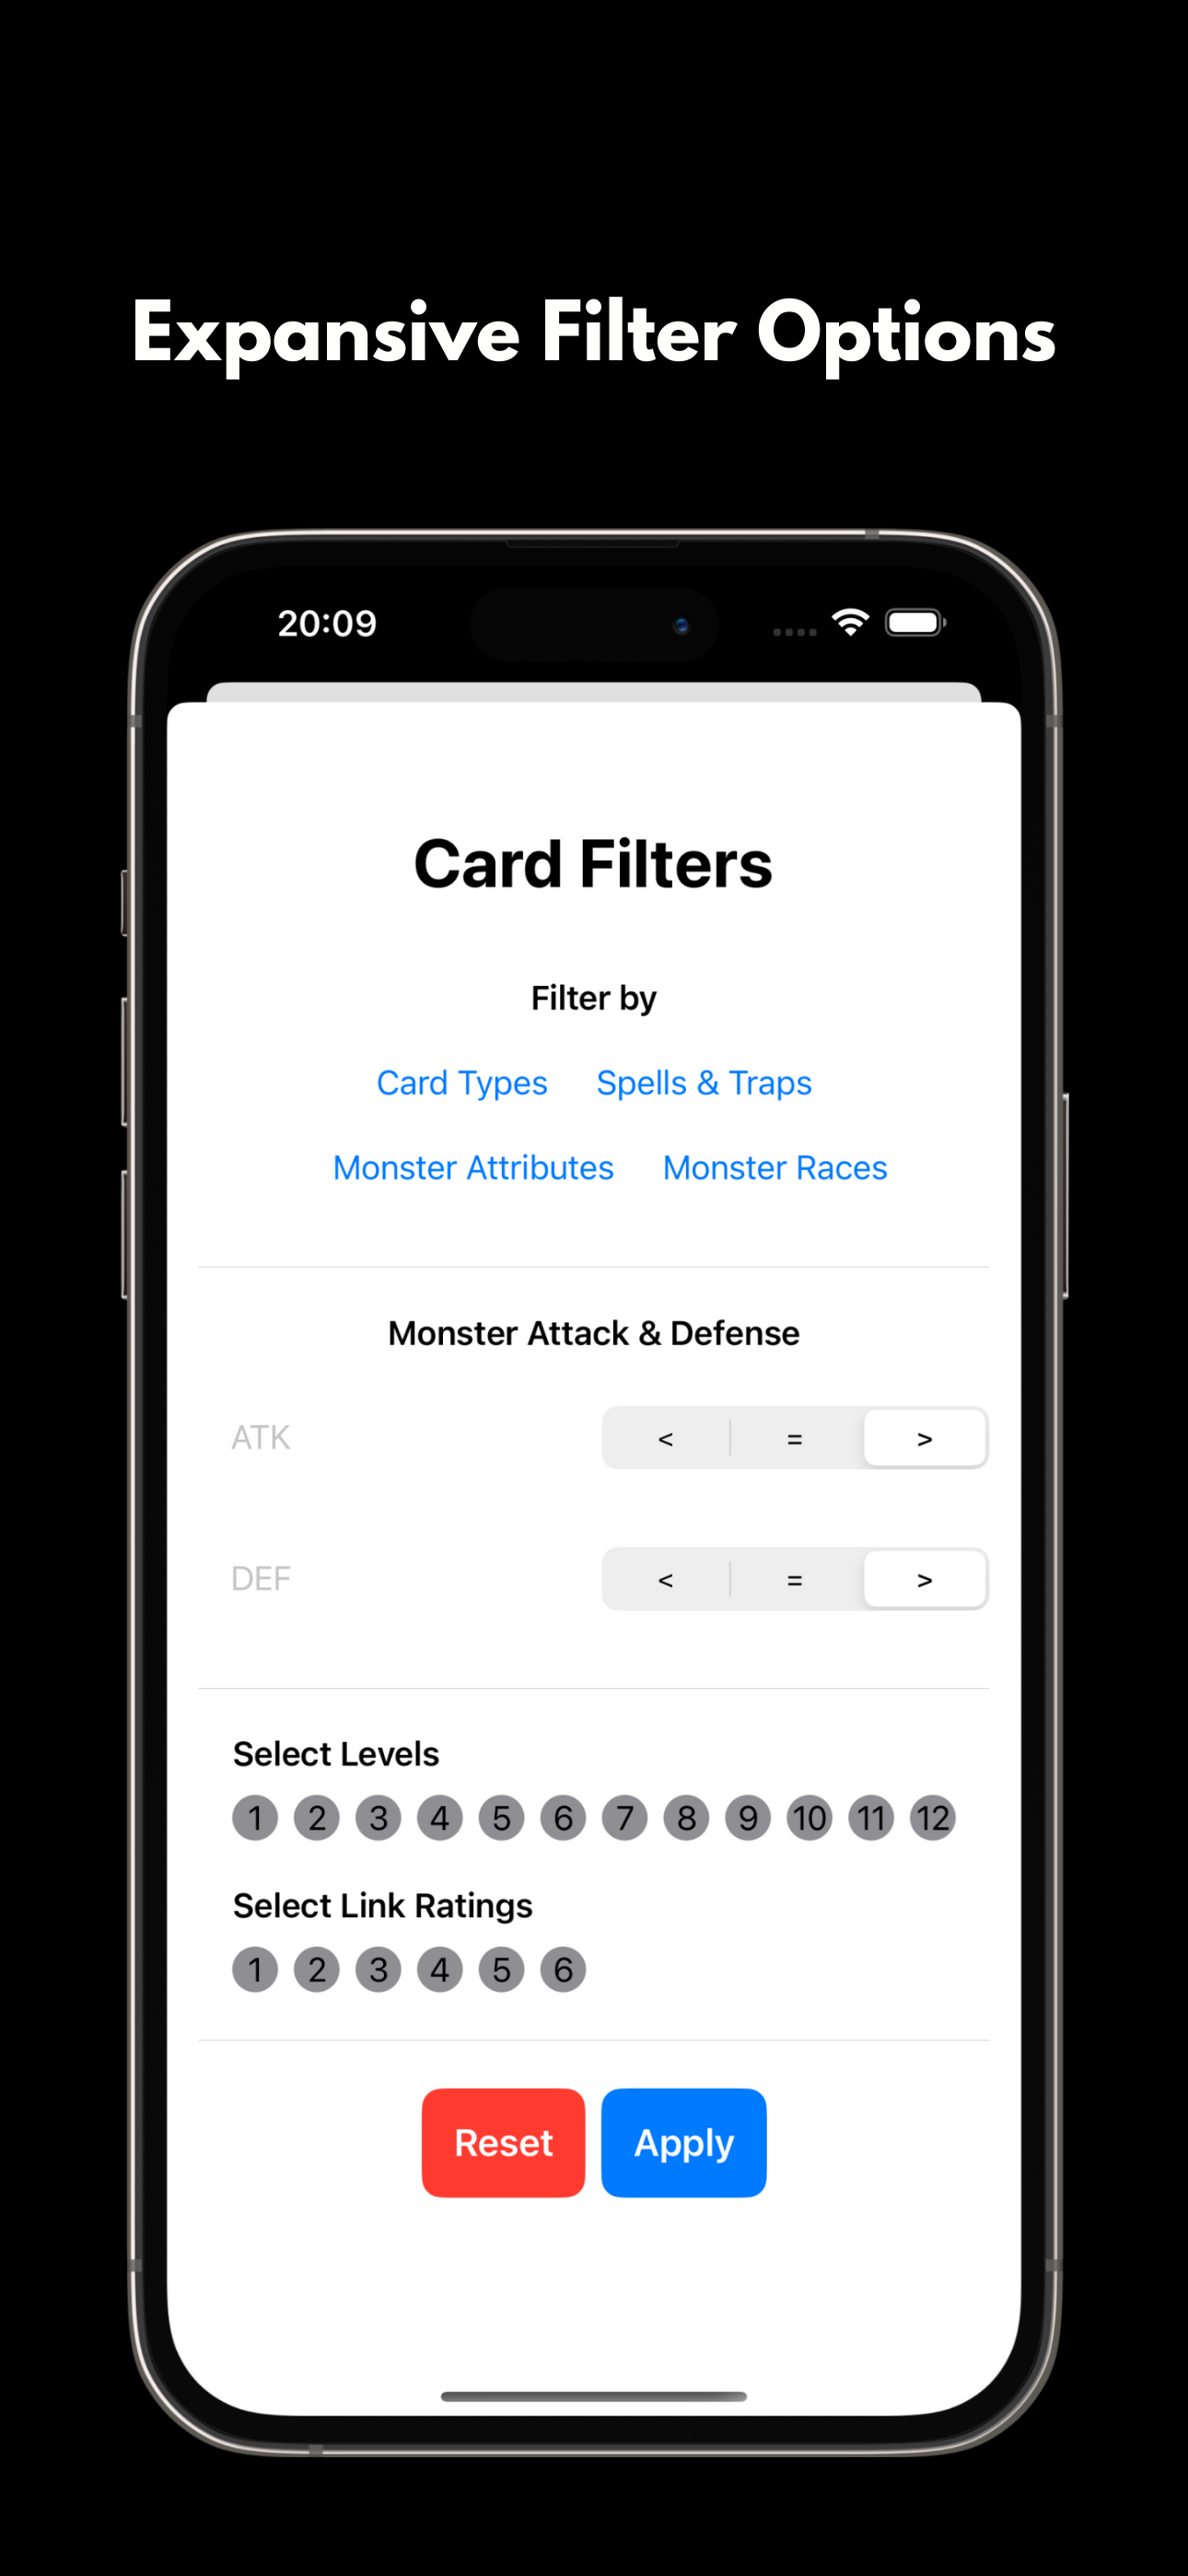 Expansive Filter Options
20:09
Card Filters
Filter by
Card Types Spells & Traps
Monster Attributes Monster Races
Monster Attack & Defense
ATK < = >
DEF < = >
Select Levels
1 2 3 4 5 6 7 8 9 10 11 12
Select Link Ratings
1 2 3 4 5 6
Reset Apply